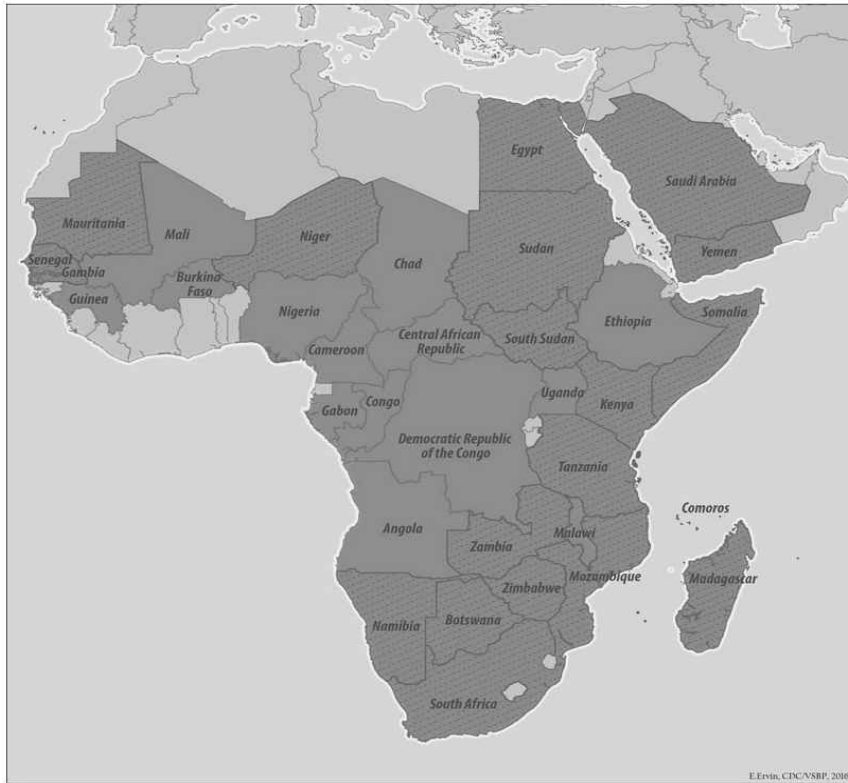 Egypt
Saudi Arabia
Mauritania
Mali
Niger
Sudan
Yemen
Chad
Senegal
Gambia
Burkina
Faso
Guinea
Nigeria
Ethiopia
Somalia
South Sudan
Central African
Republic
Cameroon
Uganda
Kenya
Gabon
Congo
Democratic Republic
of the Congo
Tanzania
Comoros
Angola
Malawi
Zambia
Mozambique
Madagascar
Zimbabwe
Namibia
Botswana
South Africa
E.Ervin, CDC/VSBP, 2016